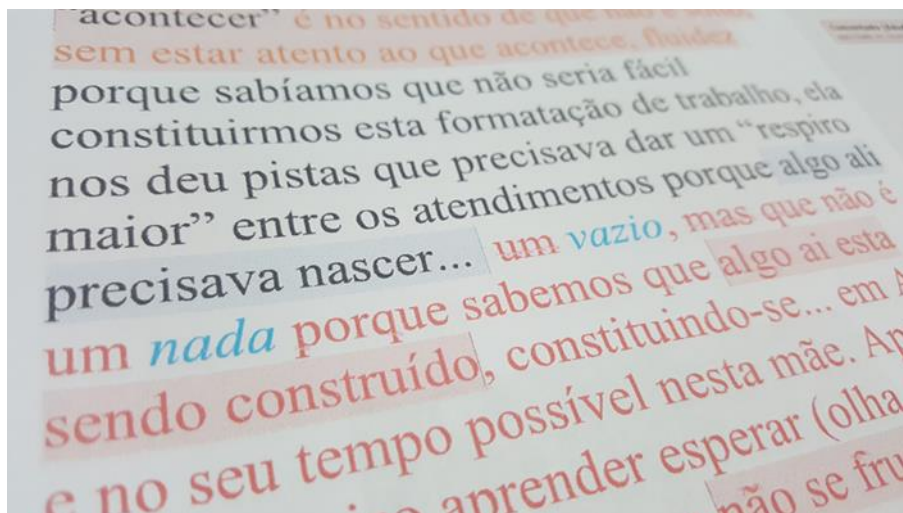 "acontecer" é no sentido de que não é
sem estar atento ao que acontece, fluidez
porque sabíamos que não seria fácil
constituirmos esta formatação de trabalho, ela
nos deu pistas que precisava dar um "respiro
maior" entre os atendimentos porque algo ali
precisava nascer... um vazio, mas que não é
um nada porque sabemos que algo ai esta
sendo construído, constituindo-se... em A
e no seu tempo possível nesta mãe. Ap
aprender esperar (olha
não se fru